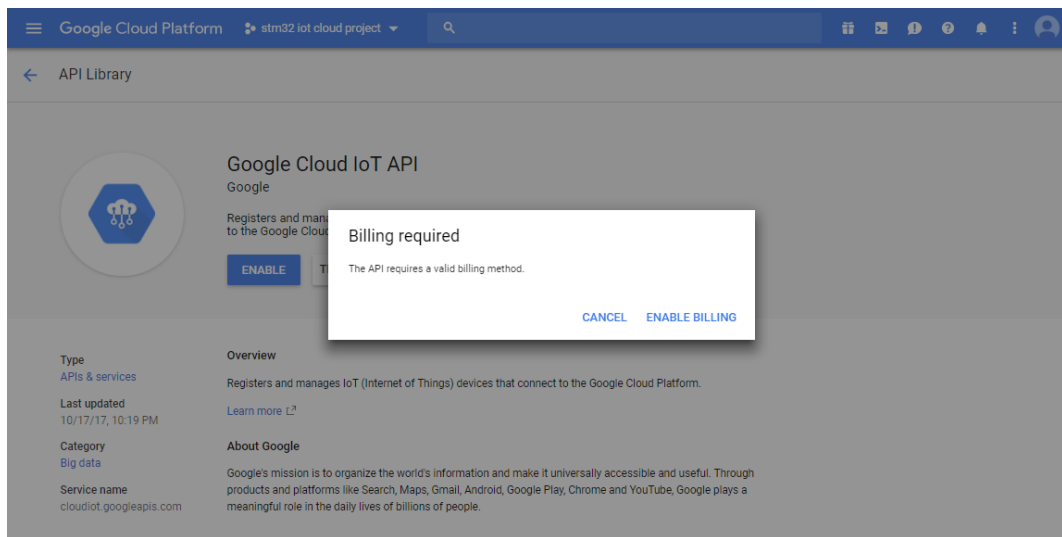 Google Cloud Platform
stm32 iot cloud project
API Library
Google Cloud IoT API
Google
Registers and mana
to the Google Cloud
ENABLE
Billing required
The API requires a valid billing method.
CANCEL
ENABLE BILLING
Type
APIs & services
Last updated
10/17/17, 10:19 PM
Category
Big data
Service name
cloudiot.googleapis.com
Overview
Registers and manages IoT (Internet of Things) devices that connect to the Google Cloud Platform.
Learn more
About Google
Google's mission is to organize the world's information and make it universally accessible and useful. Through
products and platforms like Search, Maps, Gmail, Android, Google Play, Chrome and YouTube, Google plays a
meaningful role in the daily lives of billions of people.